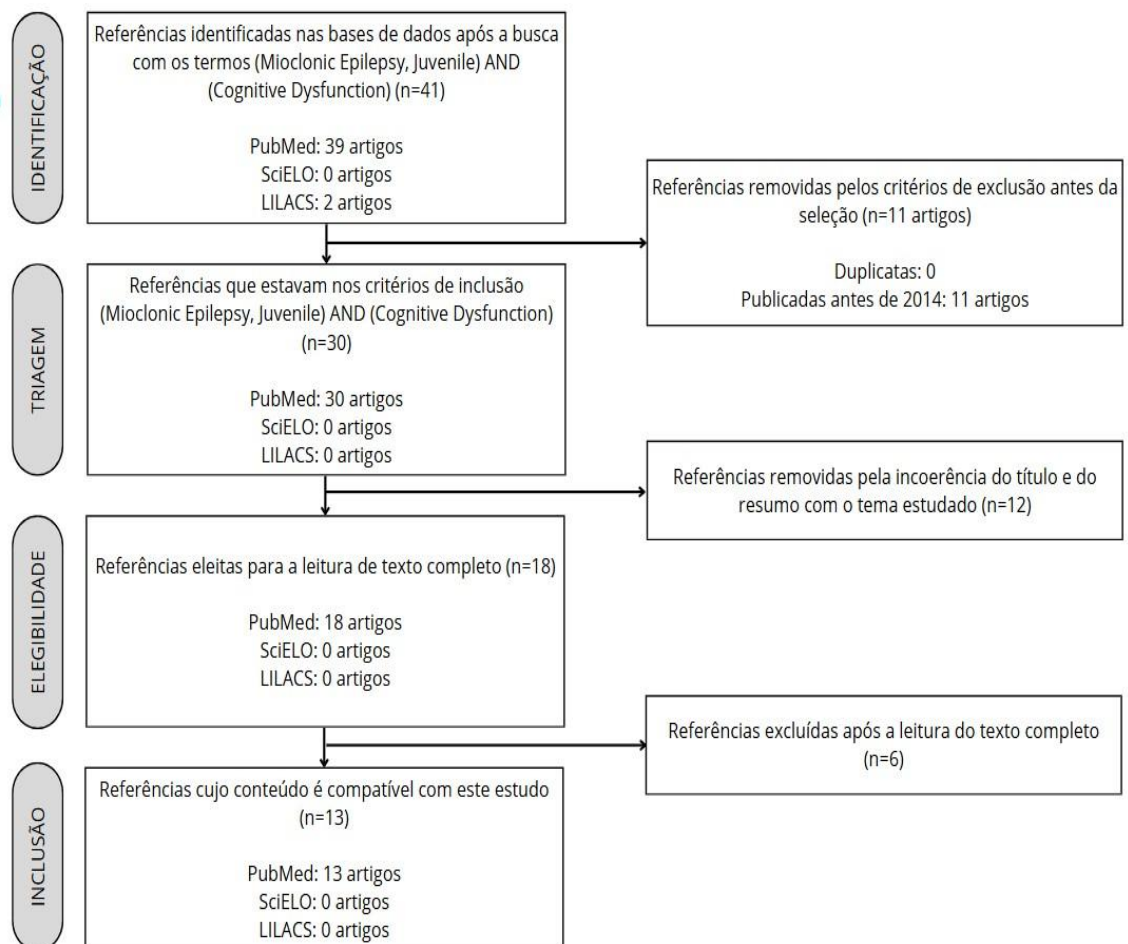 IDENTIFICAÇÃO
Referências identificadas nas bases de dados após a busca
com os termos (Mioclonic Epilepsy, Juvenile) AND
(Cognitive Dysfunction) (n=41)
PubMed: 39 artigos
SciELO: 0 artigos
LILACS: 2 artigos
Referências removidas pelos critérios de exclusão antes da
seleção (n=11 artigos)
Duplicatas: 0
Publicadas antes de 2014: 11 artigos
TRIAGEM
Referências que estavam nos critérios de inclusão
(Mioclonic Epilepsy, Juvenile) AND (Cognitive Dysfunction)
(n=30)
PubMed: 30 artigos
SciELO: 0 artigos
LILACS: 0 artigos
Referências removidas pela incoerência do título e do
resumo com o tema estudado (n=12)
ELEGIBILIDADE
Referências eleitas para a leitura de texto completo (n=18)
PubMed: 18 artigos
SciELO: 0 artigos
LILACS: 0 artigos
Referências excluídas após a leitura do texto completo
(n=6)
INCLUSÃO
Referências cujo conteúdo é compatível com este estudo
(n=13)
PubMed: 13 artigos
SciELO: 0 artigos
LILACS: 0 artigos